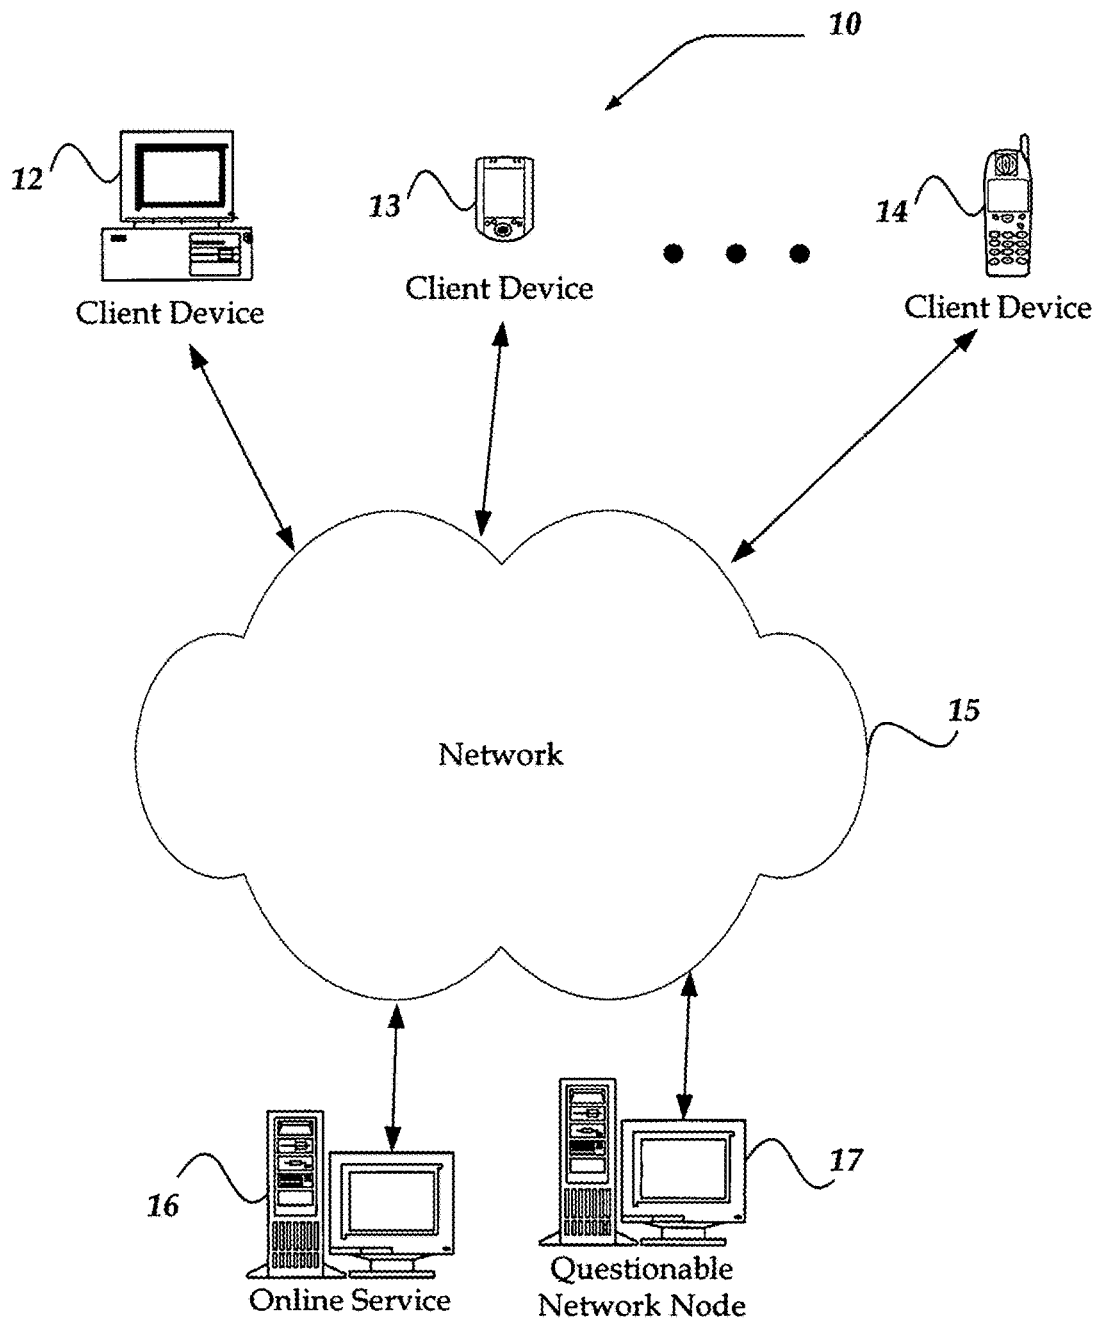 10
12
13
14
Client Device
Client Device
Client Device
15
Network
16
17
Online Service
Questionable
Network Node